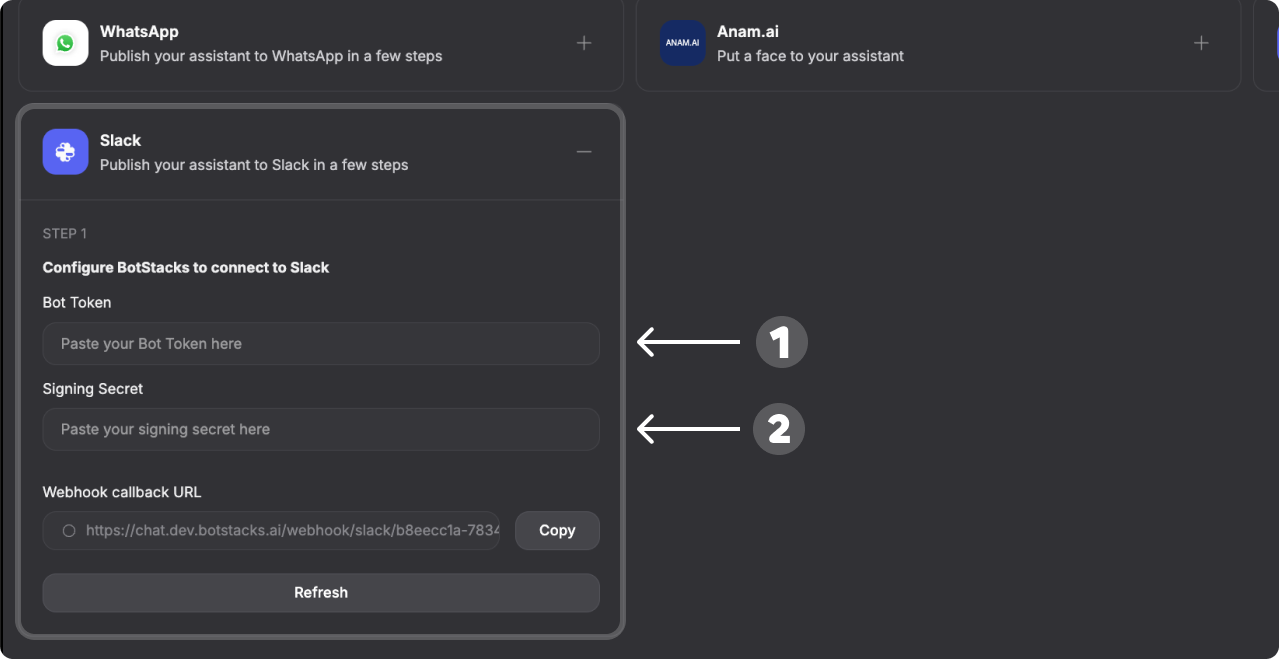 WhatsApp
Publish your assistant to WhatsApp in a few steps
ANAM.AI
Anam.ai
Put a face to your assistant
Slack
Publish your assistant to Slack in a few steps
STEP 1
Configure BotStacks to connect to Slack
Bot Token
Paste your Bot Token here
1
Signing Secret
Paste your signing secret here
2
Webhook callback URL
https://chat.dev.botstacks.ai/webhook/slack/b8eecc1a-7834
Copy
Refresh